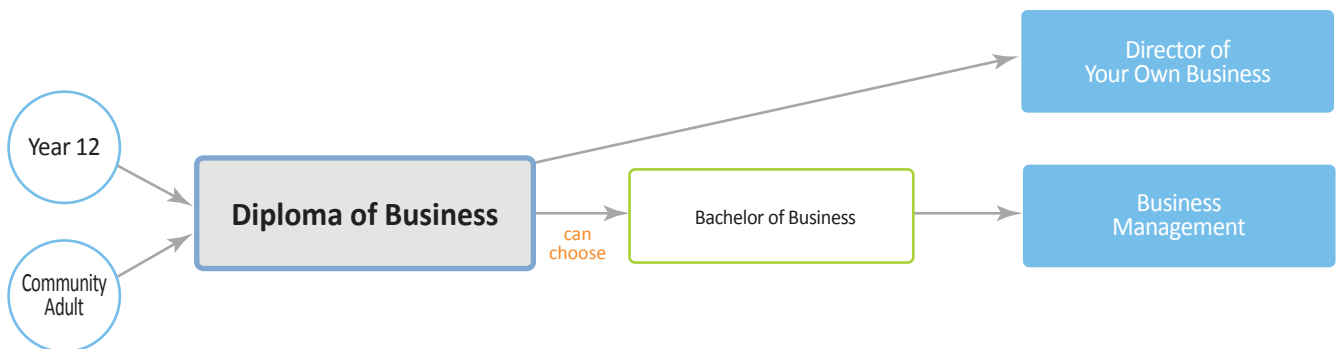 Year 12
Community
Adult
Diploma of Business
can
choose
Bachelor of Business
Director of
Your Own Business
Business
Management